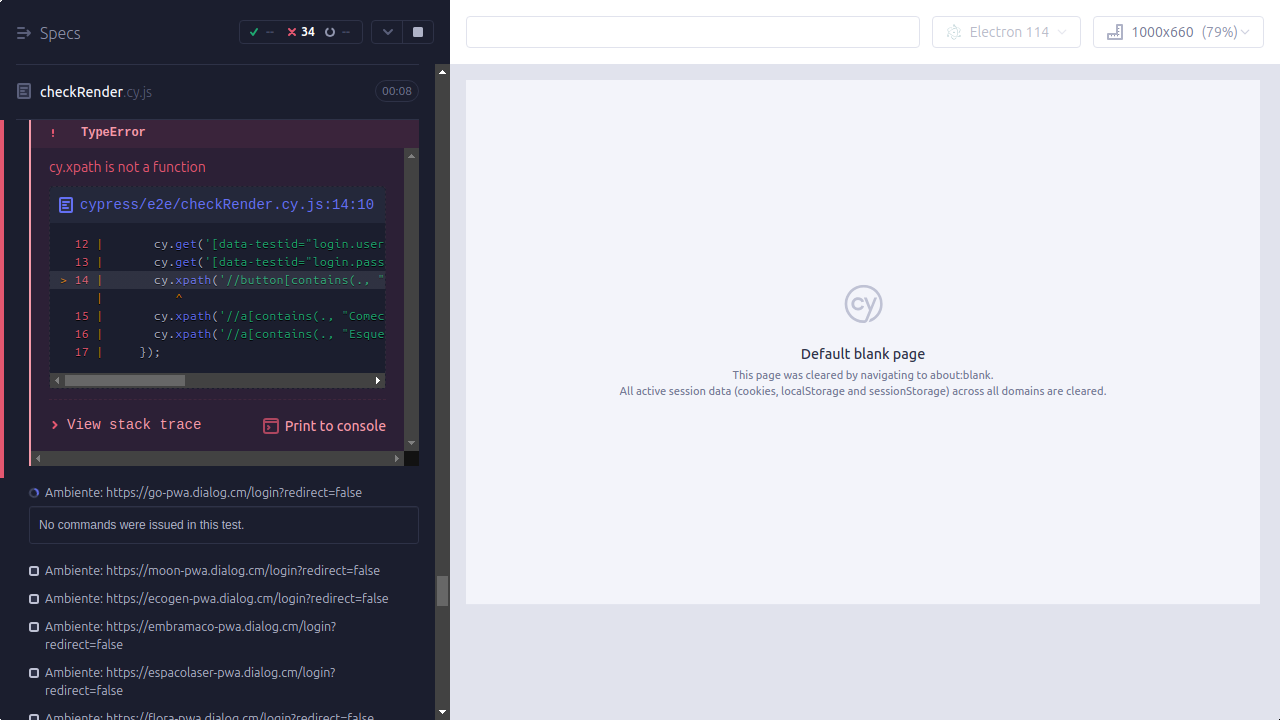 Specs
-- 34 --
Electron 114
1000x660 (79%)
checkRender.cy.js
00:08
! TypeError
cy.xpath is not a function
cypress/e2e/checkRender.cy.js:14:10
12 | cy.get('[data-testid="login.user
13 | cy.get('[data-testid="login.pass
> 14 | cy.xpath('//button[contains(., "
| ^
15 | cy.xpath('//a[contains(., "Comec
16 | cy.xpath('//a[contains(., "Esque
17 | });
View stack trace
Print to console
Ambiente: https://go-pwa.dialog.cm/login?redirect=false
No commands were issued in this test.
Ambiente: https://moon-pwa.dialog.cm/login?redirect=false
Ambiente: https://ecogen-pwa.dialog.cm/login?redirect=false
Ambiente: https://embramaco-pwa.dialog.cm/login?
redirect=false
Ambiente: https://espacolaser-pwa.dialog.cm/login?
redirect=false
Ambiente: https://flora-pwa.dialog.cm/login?redirect=false
cy
Default blank page
This page was cleared by navigating to about:blank.
All active session data (cookies, localStorage and sessionStorage) across all domains are cleared.